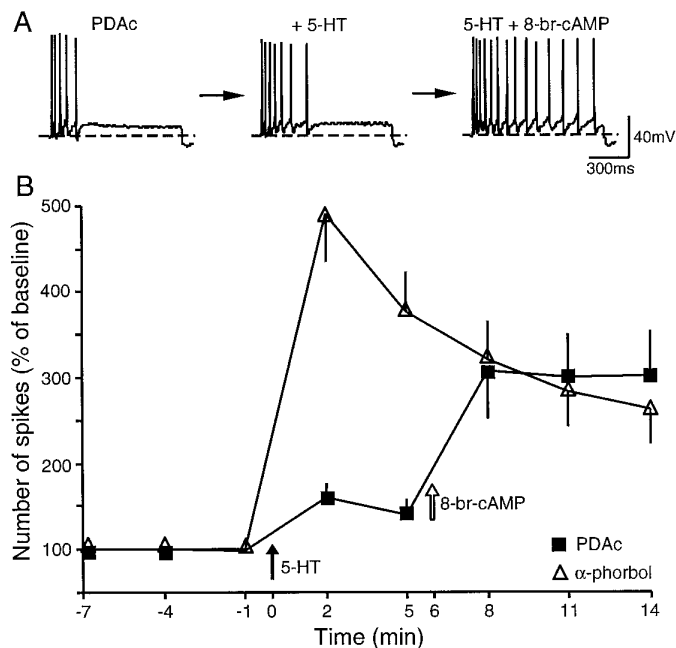 A
PDAc
+ 5-HT
5-HT + 8-br-cAMP
40mV
300ms
B
Number of spikes (% of baseline)
500
400
300
200
100
5-HT
8-br-cAMP
PDAc
α-phorbol
-7 -4 -1 0 2 5 6 8 11 14
Time (min)